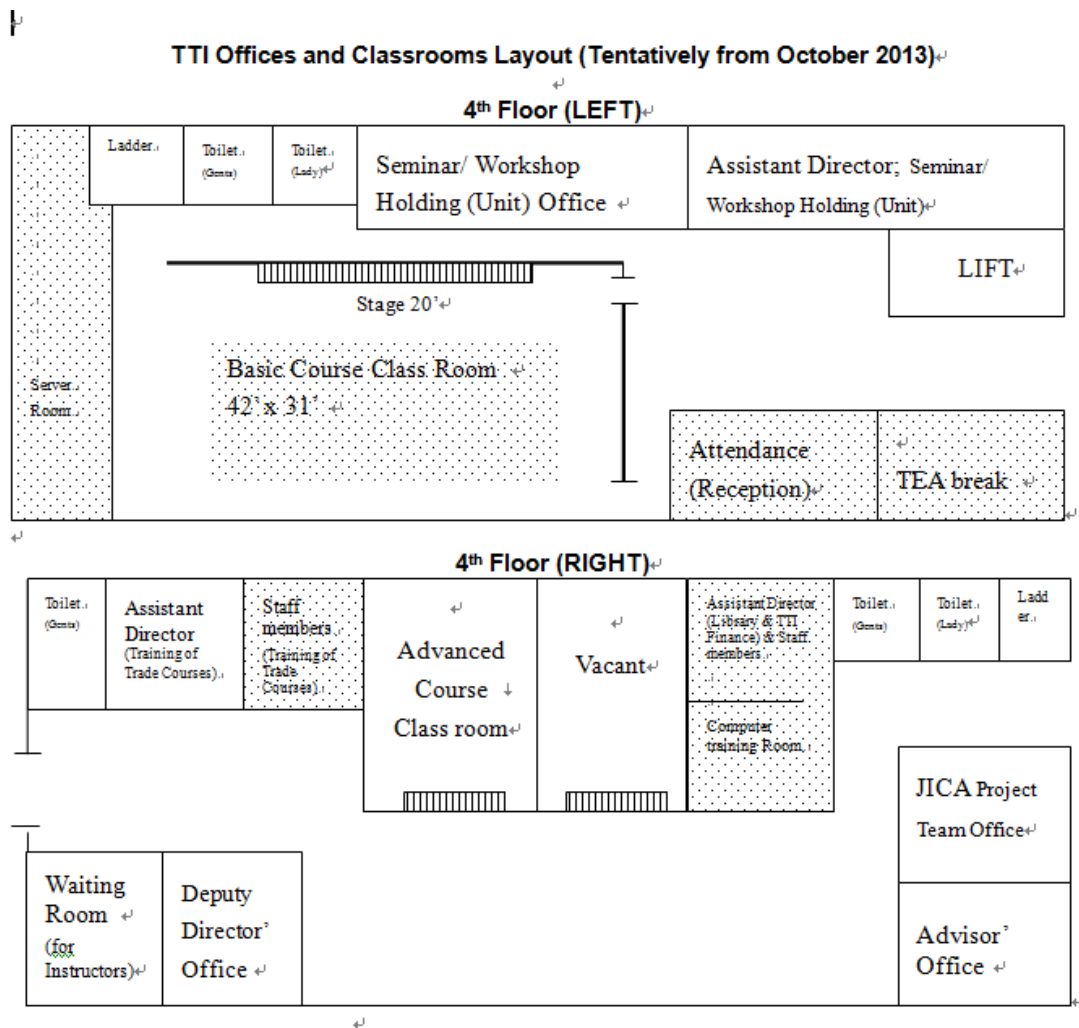 TTI Offices and Classrooms Layout (Tentatively from October 2013)
4th Floor (LEFT)
Ladder
Toilet
(Gents)
Toilet
(Lady)
Seminar/ Workshop
Holding (Unit) Office
Assistant Director; Seminar/
Workshop Holding (Unit)
LIFT
Stage 20’
Basic Course Class Room
42’ x 31’
Server
Room
Attendance
(Reception)
TEA break
4th Floor (RIGHT)
Toilet
(Gents)
Assistant
Director
(Training of
Trade Courses)
Staff
members
(Training of
Trade
Courses)
Advanced
Course
Class room
Vacant
Assistant Director
(Library & TTI
Finance) & Staff
members
Computer
training Room
Toilet
(Gents)
Toilet
(Lady)
Ladd
er
JICA Project
Team Office
Waiting
Room
(for
Instructors)
Deputy
Director’
Office
Advisor’
Office